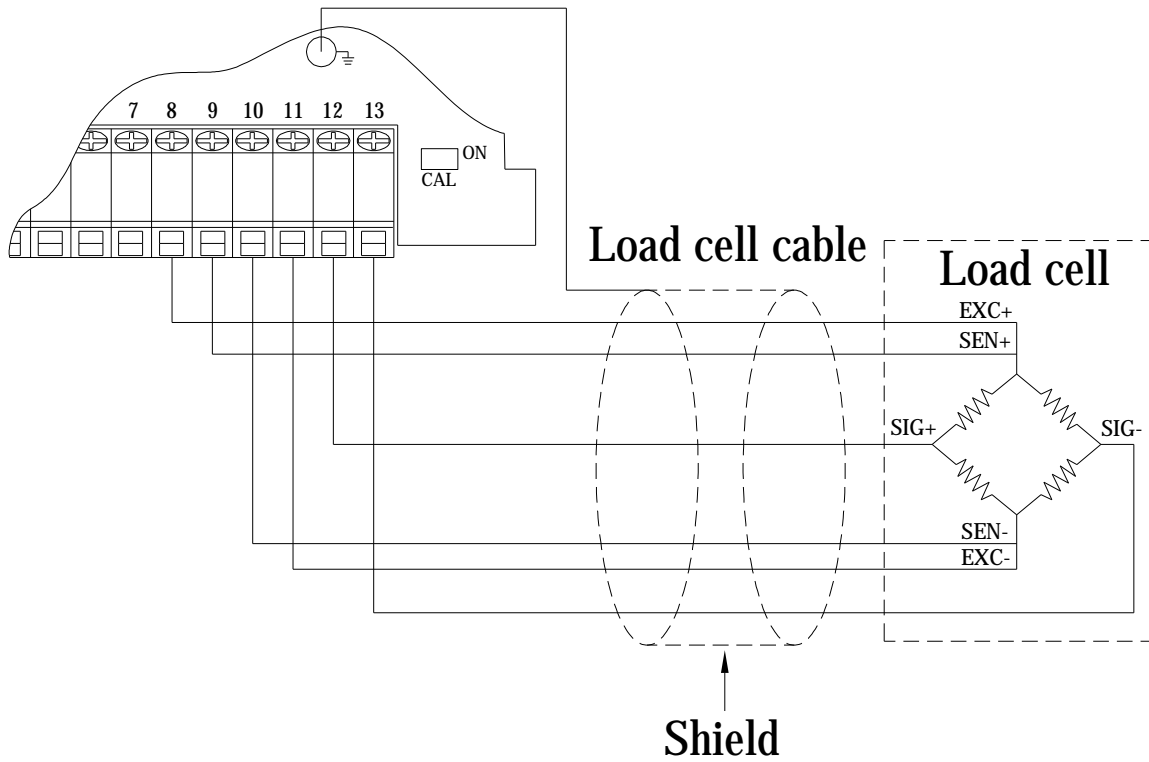 7 8 9 10 11 12 13
ON
CAL
Load cell cable
Load cell
EXC+
SEN+
SIG+
SIG-
SEN-
EXC-
Shield